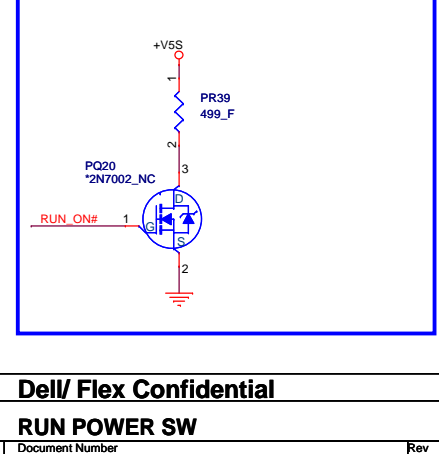 +V5S
1
PR39
499_F
2
PQ20
*2N7002_NC
3
D
RUN_ON#
1
G
S
2
Dell/ Flex Confidential
RUN POWER SW
Document Number
Rev